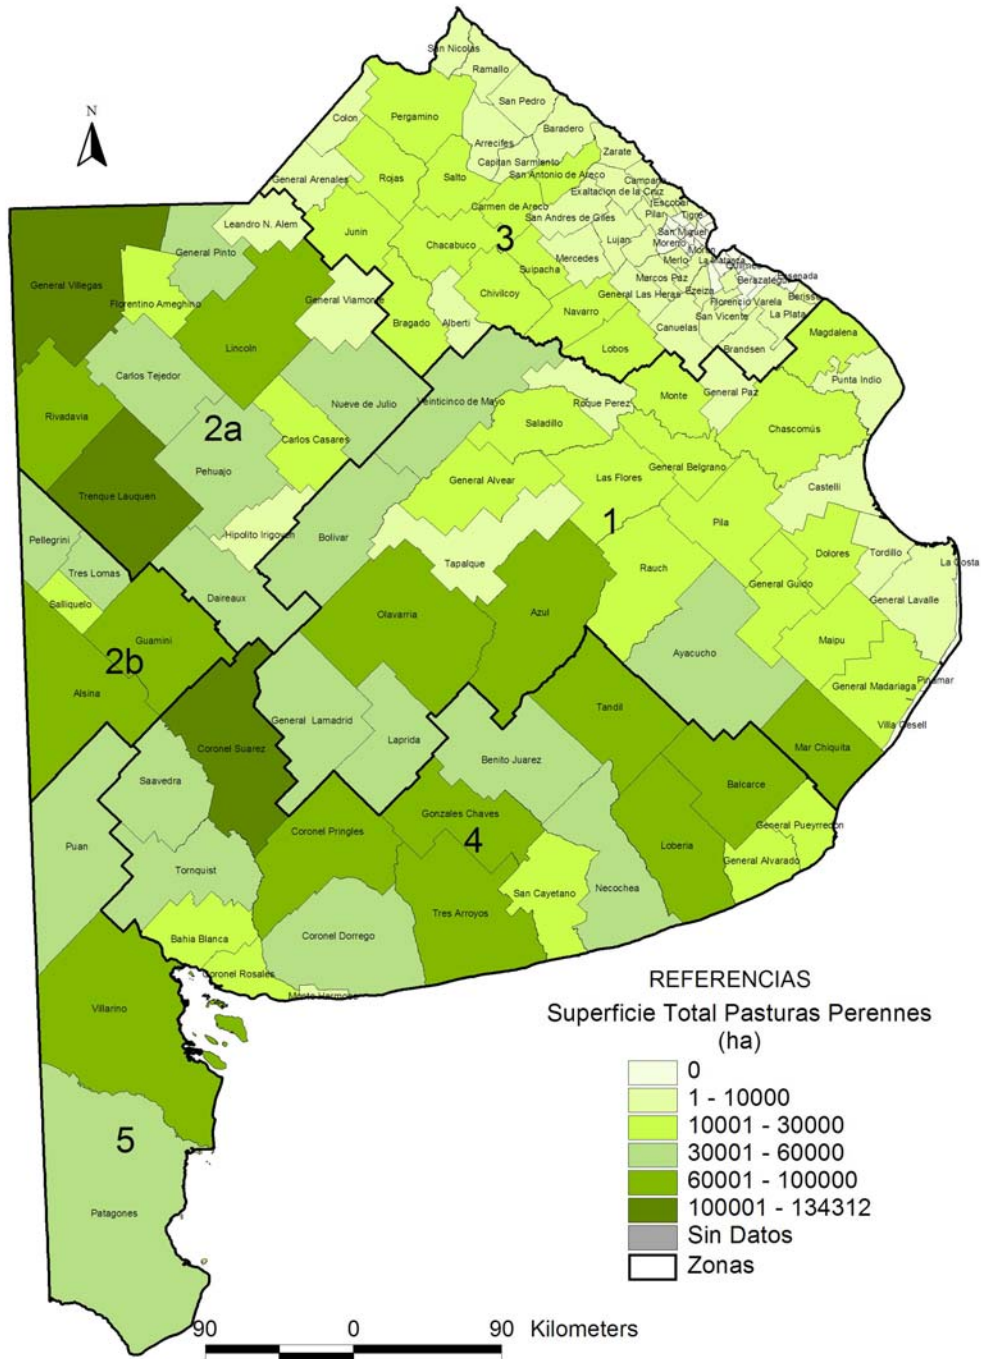 San Nicolas
Ramallo
N
San Pedro
Colon
Pergamino
Baradero
Arrecifes
Zarate
Capitan Sarmiento
General Arenales
Rojas
Salto
San Antonio de Areco
Campana
Exaltacion de la Cruz
Escobar
Carmen de Areco
San Andres de Giles
Pilar
Tigre
Leandro N. Alem
Junin
San Miguel
General Pinto
Chacabuco
3
Lujan
Moreno
Moron
Mercedes
Merlo
La Matanza
Quilmes
Suipacha
General Villegas
Marcos Paz
Berazategui
Ensenada
General Viamonte
Chivilcoy
General Las Heras
Ezeiza
Florentino Ameghino
Navarro
Florencio Varela
Berisso
Bragado
Alberti
San Vicente
La Plata
Canuelas
Magdalena
Lincoln
Lobos
Brandsen
Carlos Tejedor
Punta Indio
General Paz
Rivadavia
Nueve de Julio
Veinticinco de Mayo
Roque Perez
Monte
2a
Saladillo
Chascomús
Carlos Casares
Pehuajo
General Belgrano
Las Flores
General Alvear
Castelli
Trenque Lauquen
1
Pila
Hipolito Irigoyen
Bolivar
Pellegrini
Dolores
Tordillo
La Costa
Tapalque
Rauch
Tres Lomas
General Guido
Daireaux
General Lavalle
Salliquelo
Olavarria
Azul
Guamini
Maipu
Ayacucho
2b
Pinamar
General Madariaga
Alsina
Tandil
General Lamadrid
Villa Gesell
Laprida
Coronel Suarez
Mar Chiquita
Benito Juarez
Saavedra
Balcarce
Gonzales Chaves
General Pueyrredon
Coronel Pringles
4
Puan
Loberia
General Alvarado
Tornquist
Necochea
San Cayetano
Tres Arroyos
Coronel Dorrego
Bahia Blanca
Coronel Rosales
Monte Hermoso
Villarino
5
Patagones
REFERENCIAS
Superficie Total Pasturas Perennes
(ha)
0
1 - 10000
10001 - 30000
30001 - 60000
60001 - 100000
100001 - 134312
Sin Datos
Zonas
90 0 90 Kilometers